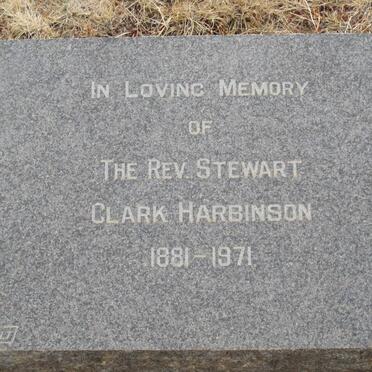 IN LOVING MEMORY
OF
THE REV. STEWART
CLARK HARBINSON
1881-1971